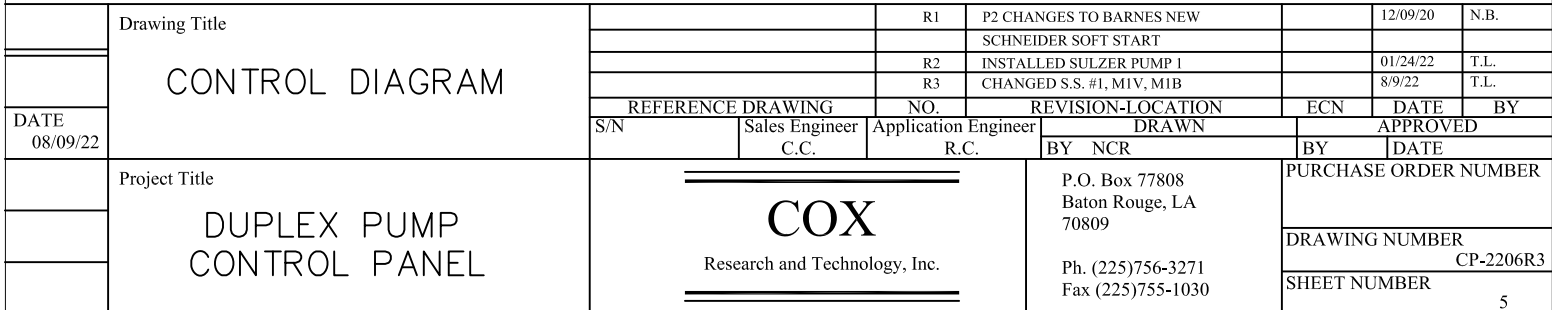 Drawing Title
CONTROL DIAGRAM
DATE
08/09/22
Project Title
DUPLEX PUMP
CONTROL PANEL
R1 P2 CHANGES TO BARNES NEW 12/09/20 N.B.
SCHNEIDER SOFT START
R2 INSTALLED SULZER PUMP 1 01/24/22 T.L.
R3 CHANGED S.S. #1, M1V, M1B 8/9/22 T.L.
REFERENCE DRAWING NO. REVISION-LOCATION ECN DATE BY
S/N Sales Engineer Application Engineer DRAWN APPROVED
C.C. R.C. BY NCR BY DATE
COX
Research and Technology, Inc.
P.O. Box 77808
Baton Rouge, LA
70809
Ph. (225)756-3271
Fax (225)755-1030
PURCHASE ORDER NUMBER
DRAWING NUMBER
CP-2206R3
SHEET NUMBER
5